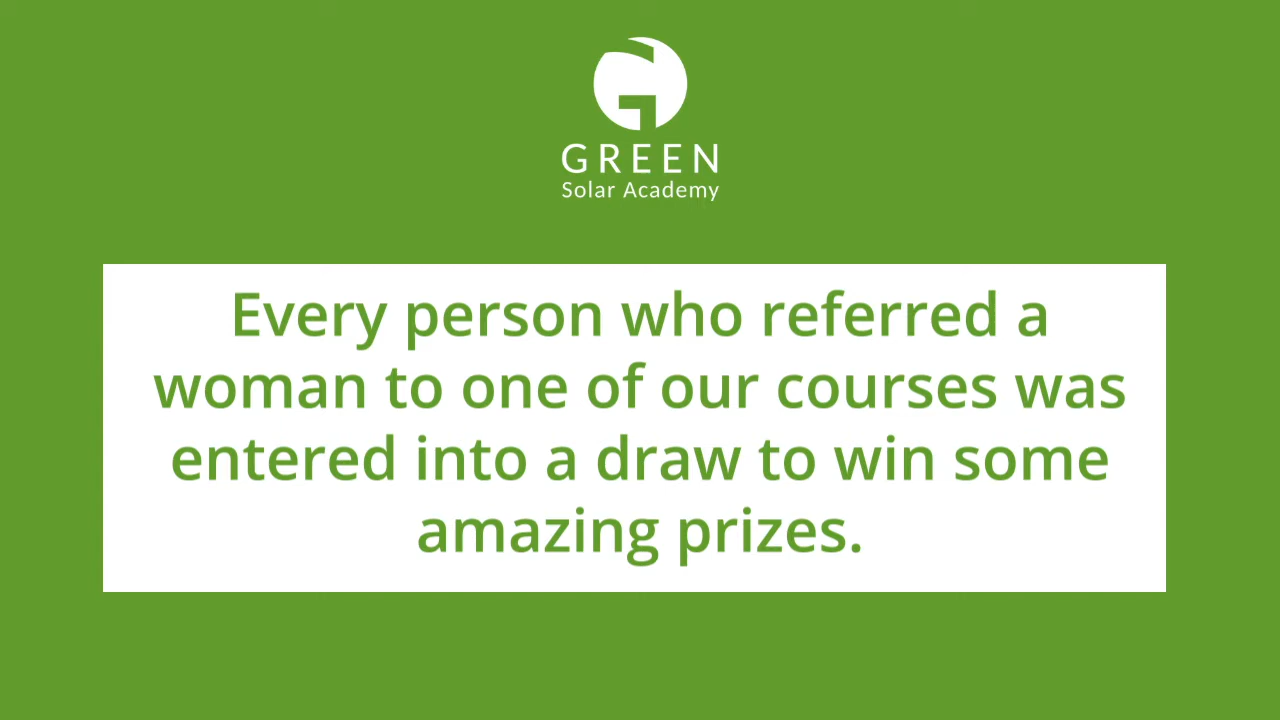 GREEN
Solar Academy
Every person who referred a
woman to one of our courses was
entered into a draw to win some
amazing prizes.